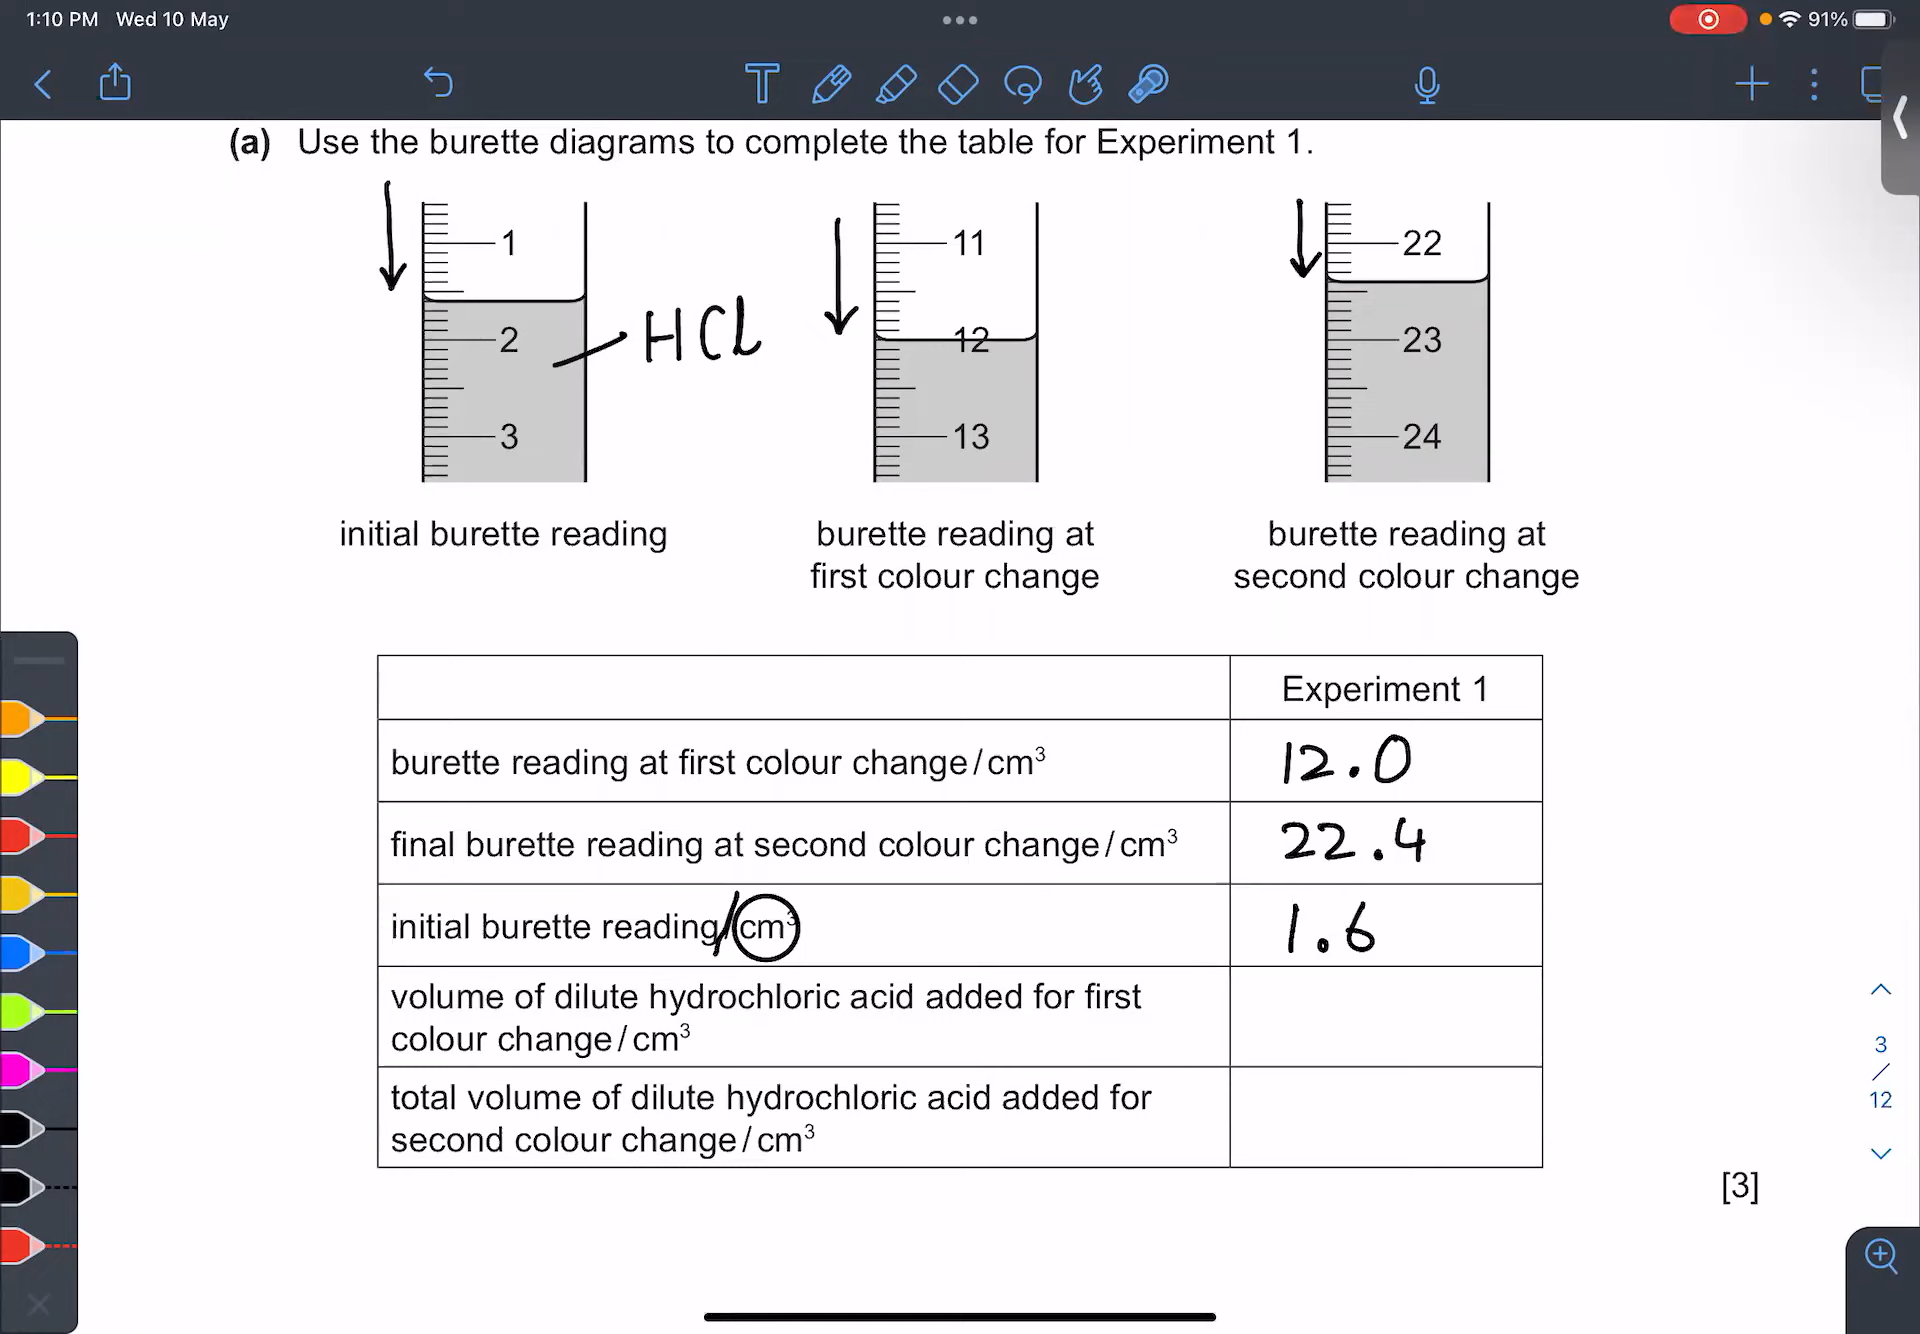 1:10 PM Wed 10 May
91%
(a) Use the burette diagrams to complete the table for Experiment 1.
1
2
3
HCl
11
12
13
22
23
24
initial burette reading
burette reading at
first colour change
burette reading at
second colour change
Experiment 1
burette reading at first colour change/cm³
12.0
final burette reading at second colour change/cm³
22.4
initial burette reading/cm³
1.6
volume of dilute hydrochloric acid added for first
colour change/cm³
total volume of dilute hydrochloric acid added for
second colour change/cm³
[3]
3
/
12